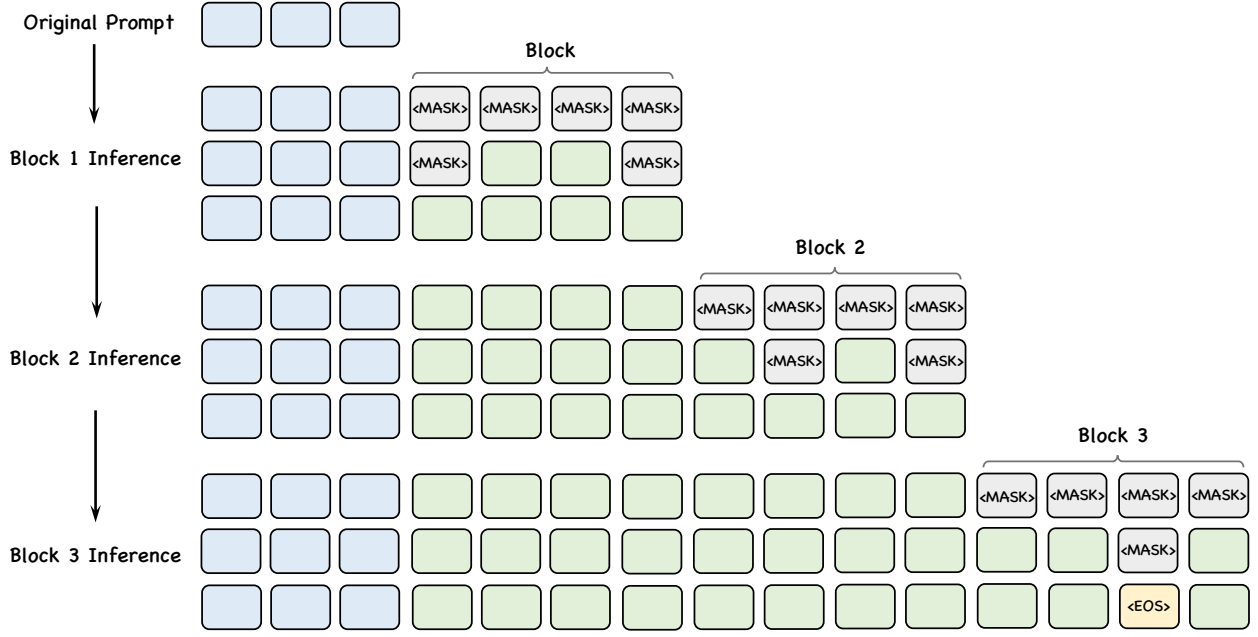 Original Prompt
Block
<MASK> <MASK> <MASK> <MASK>
Block 1 Inference
<MASK> <MASK>
Block 2
<MASK> <MASK> <MASK> <MASK>
Block 2 Inference
<MASK> <MASK>
Block 3
<MASK> <MASK> <MASK> <MASK>
Block 3 Inference
<MASK>
<EOS>